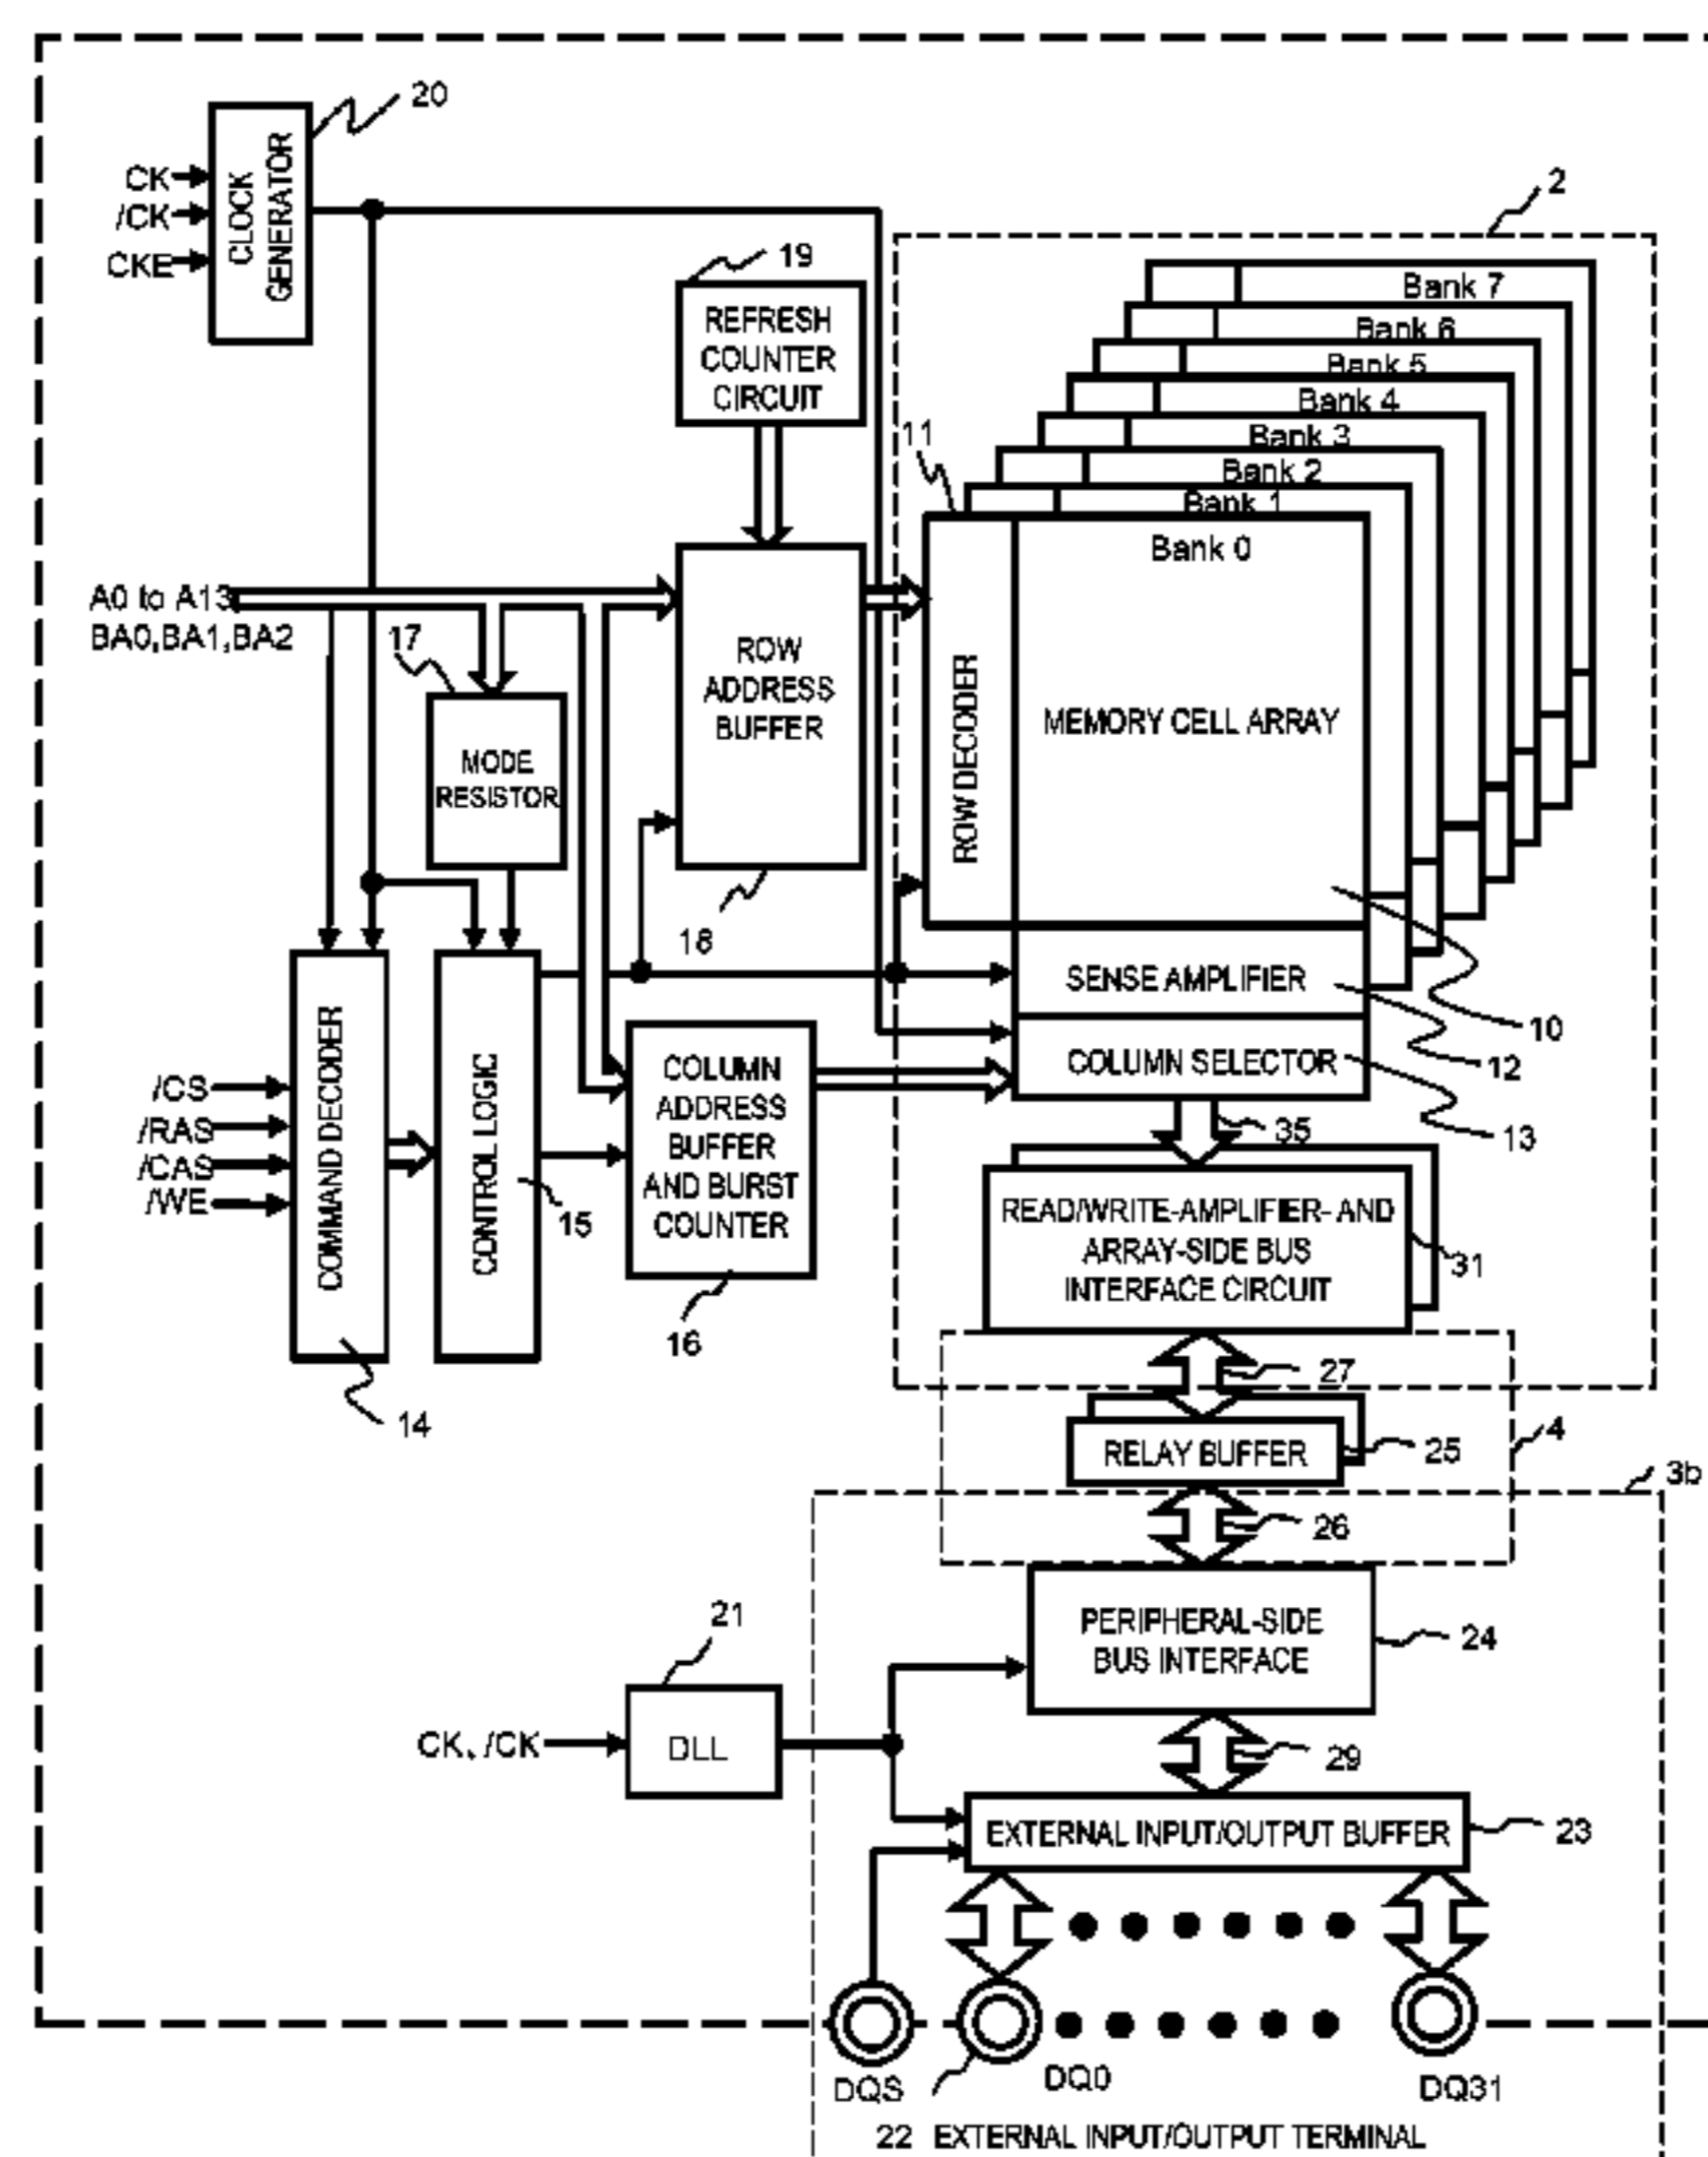 20
CK
/CK
CKE
CLOCK
GENERATOR
2
19
REFRESH
COUNTER
CIRCUIT
Bank 7
Bank 6
Bank 5
Bank 4
Bank 3
Bank 2
Bank 1
Bank 0
11
A0 to A13
BA0,BA1,BA2
17
MODE
RESISTOR
ROW
ADDRESS
BUFFER
18
ROW DECODER
MEMORY CELL ARRAY
SENSE AMPLIFIER
COLUMN SELECTOR
10
12
13
/CS
/RAS
/CAS
/WE
COMMAND DECODER
14
CONTROL LOGIC
15
COLUMN
ADDRESS
BUFFER
AND BURST
COUNTER
16
35
READ/WRITE-AMPLIFIER- AND
ARRAY-SIDE BUS
INTERFACE CIRCUIT
31
27
RELAY BUFFER
25
4
3b
26
PERIPHERAL-SIDE
BUS INTERFACE
24
21
CK, /CK
DLL
29
EXTERNAL INPUT/OUTPUT BUFFER
23
DQS
DQ0
DQ31
22 EXTERNAL INPUT/OUTPUT TERMINAL